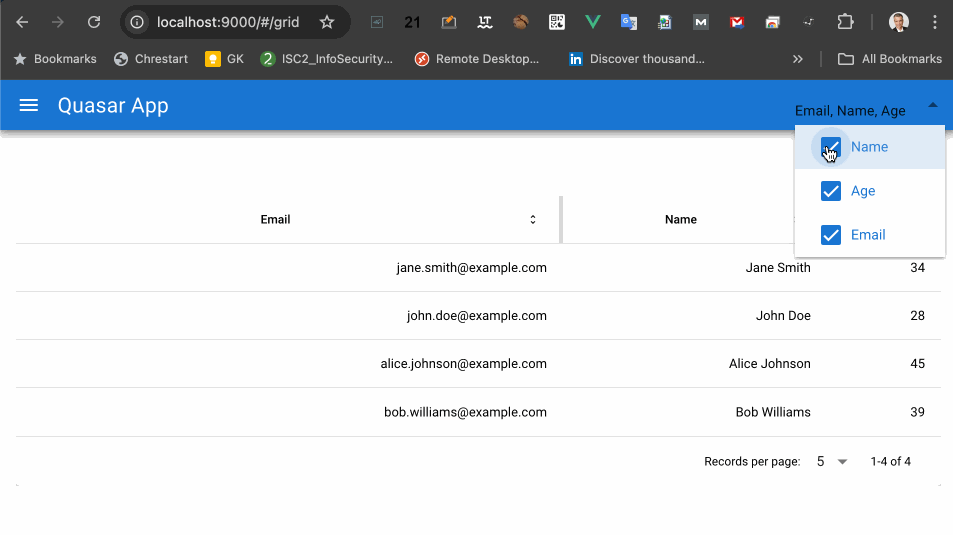 localhost:9000/#/grid
21
LT
M
Bookmarks
Chrestart
GK
2
ISC2_InfoSecurity...
Remote Desktop...
in
Discover thousand...
»
All Bookmarks
Quasar App
Email, Name, Age
Name
Age
Email
Email
Name
jane.smith@example.com
Jane Smith
34
john.doe@example.com
John Doe
28
alice.johnson@example.com
Alice Johnson
45
bob.williams@example.com
Bob Williams
39
Records per page:
5
1-4 of 4